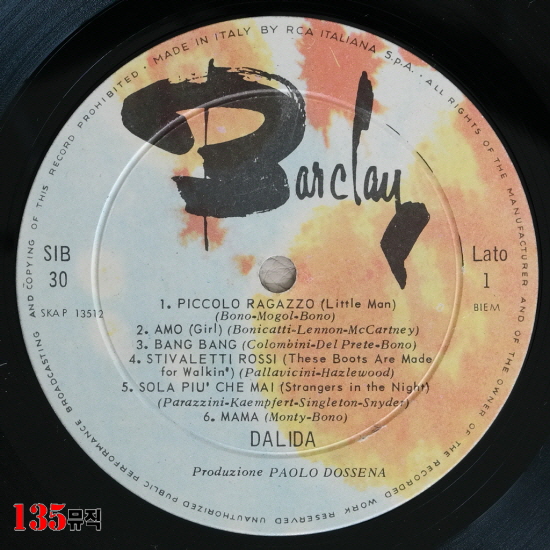 MADE IN ITALY BY RCA ITALIANA S.p.A. · ALL RIGHTS OF THE MANUFACTURER AND OF THE OWNER OF THE RECORDED WORK RESERVED UNAUTHORIZED PUBLIC PERFORMANCE BROADCASTING AND COPYING OF THIS RECORD PROHIBITED ·
Barclay
SIB
30
SKAP 13512
Lato
1
BIEM
1. PICCOLO RAGAZZO (Little Man)
(Bono-Mogol-Bono)
2. AMO (Girl) (Bonicatti-Lennon-McCartney)
3. BANG BANG (Colombini-Del Prete-Bono)
4. STIVALETTI ROSSI (These Boots Are Made
for Walkin') (Pallavicini-Hazlewood)
5. SOLA PIU' CHE MAI (Strangers in the Night)
(Parazzini-Kaempfert-Singleton-Snyder)
6. MAMA (Monty-Bono)
DALIDA
Produzione PAOLO DOSSENA
135뮤직